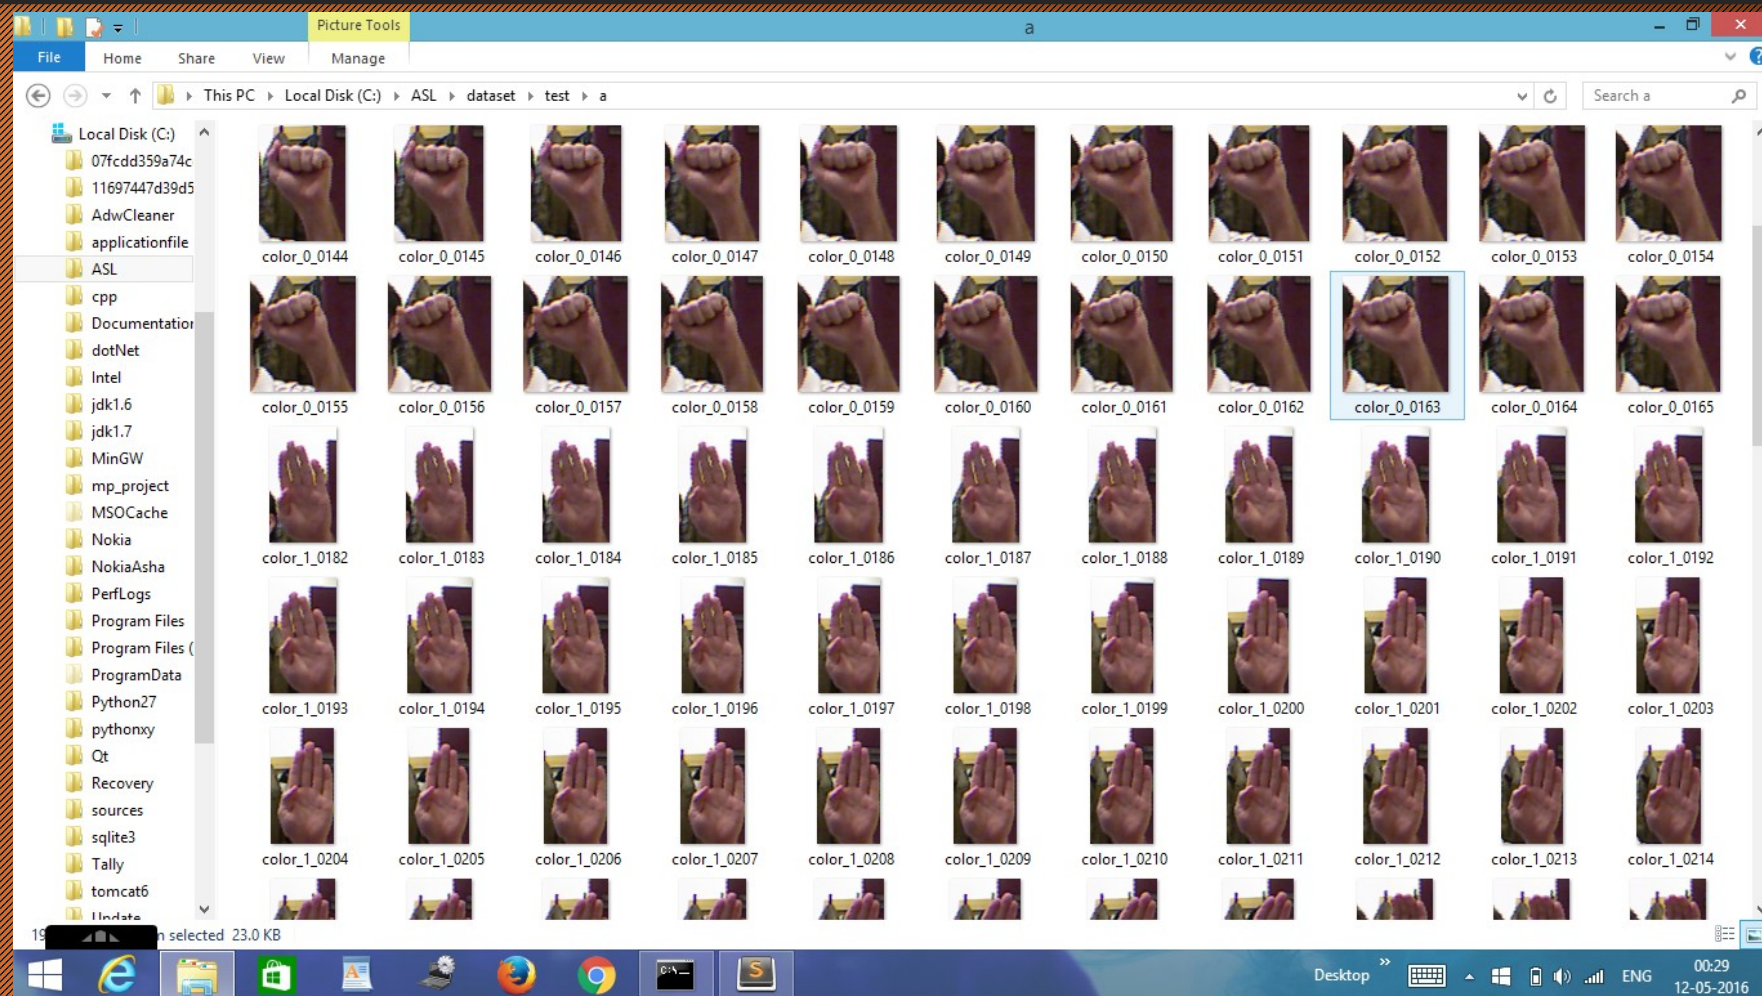 Picture Tools
a
File Home Share View Manage
This PC Local Disk (C:) ASL dataset test a
Search a
Local Disk (C:)
07fcdd359a74c
11697447d39d5
AdwCleaner
applicationfile
ASL
cpp
Documentation
dotNet
Intel
jdk1.6
jdk1.7
MinGW
mp_project
MSOCache
Nokia
NokiaAsha
PerfLogs
Program Files
Program Files (
ProgramData
Python27
pythonxy
Qt
Recovery
sources
sqlite3
Tally
tomcat6
Update
color_0_0144 color_0_0145 color_0_0146 color_0_0147 color_0_0148 color_0_0149 color_0_0150 color_0_0151 color_0_0152 color_0_0153 color_0_0154
color_0_0155 color_0_0156 color_0_0157 color_0_0158 color_0_0159 color_0_0160 color_0_0161 color_0_0162 color_0_0163 color_0_0164 color_0_0165
color_1_0182 color_1_0183 color_1_0184 color_1_0185 color_1_0186 color_1_0187 color_1_0188 color_1_0189 color_1_0190 color_1_0191 color_1_0192
color_1_0193 color_1_0194 color_1_0195 color_1_0196 color_1_0197 color_1_0198 color_1_0199 color_1_0200 color_1_0201 color_1_0202 color_1_0203
color_1_0204 color_1_0205 color_1_0206 color_1_0207 color_1_0208 color_1_0209 color_1_0210 color_1_0211 color_1_0212 color_1_0213 color_1_0214
selected 23.0 KB
Desktop ENG 00:29
12-05-2016